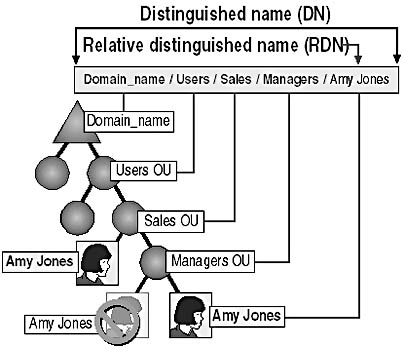 Distinguished name (DN)
Relative distinguished name (RDN)
Domain_name / Users / Sales / Managers / Amy Jones
Domain_name
Users OU
Sales OU
Amy Jones
Managers OU
Amy Jones
Amy Jones